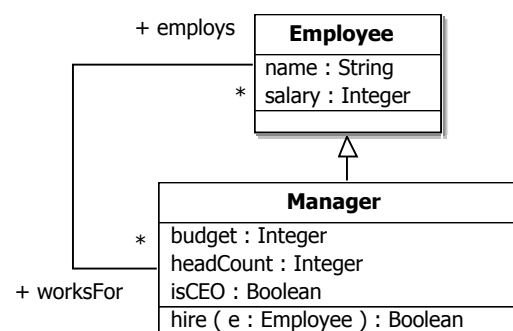 + employs
Employee
name : String
* salary : Integer
Manager
* budget : Integer
headCount : Integer
+ worksFor isCEO : Boolean
hire ( e : Employee ) : Boolean